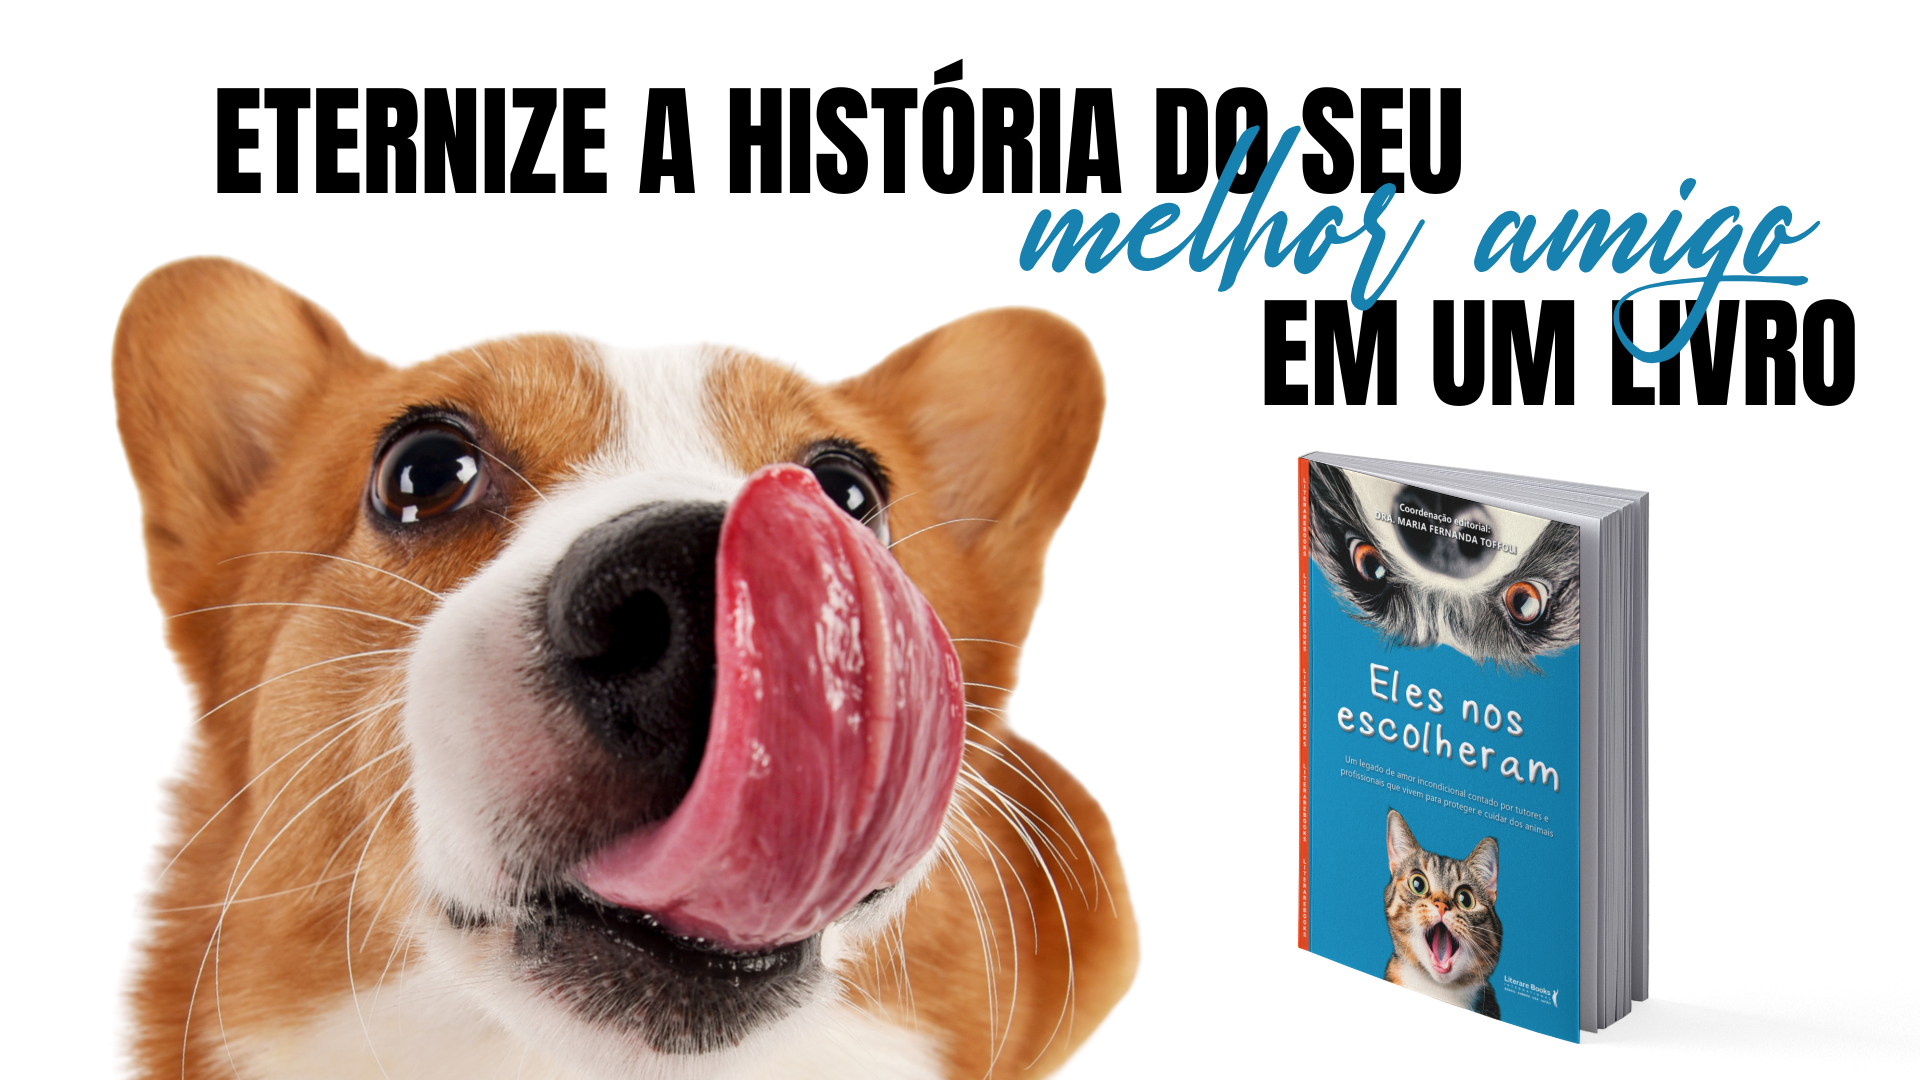 ETERNIZE A HISTÓRIA DO SEU
melhor amigo
EM UM LIVRO
Coordenação editorial:
DRA. MARIA FERNANDA TOFFOLI
Eles nos
escolheram
Um legado de amor incondicional contado por tutores e
profissionais que vivem para proteger e cuidar dos animais
Literare Books
INTERNATIONAL
LITERAREBOOKS LITERAREBOOKS LITERAREBOOKS LITERAREBOOKS LITERAREBOOKS